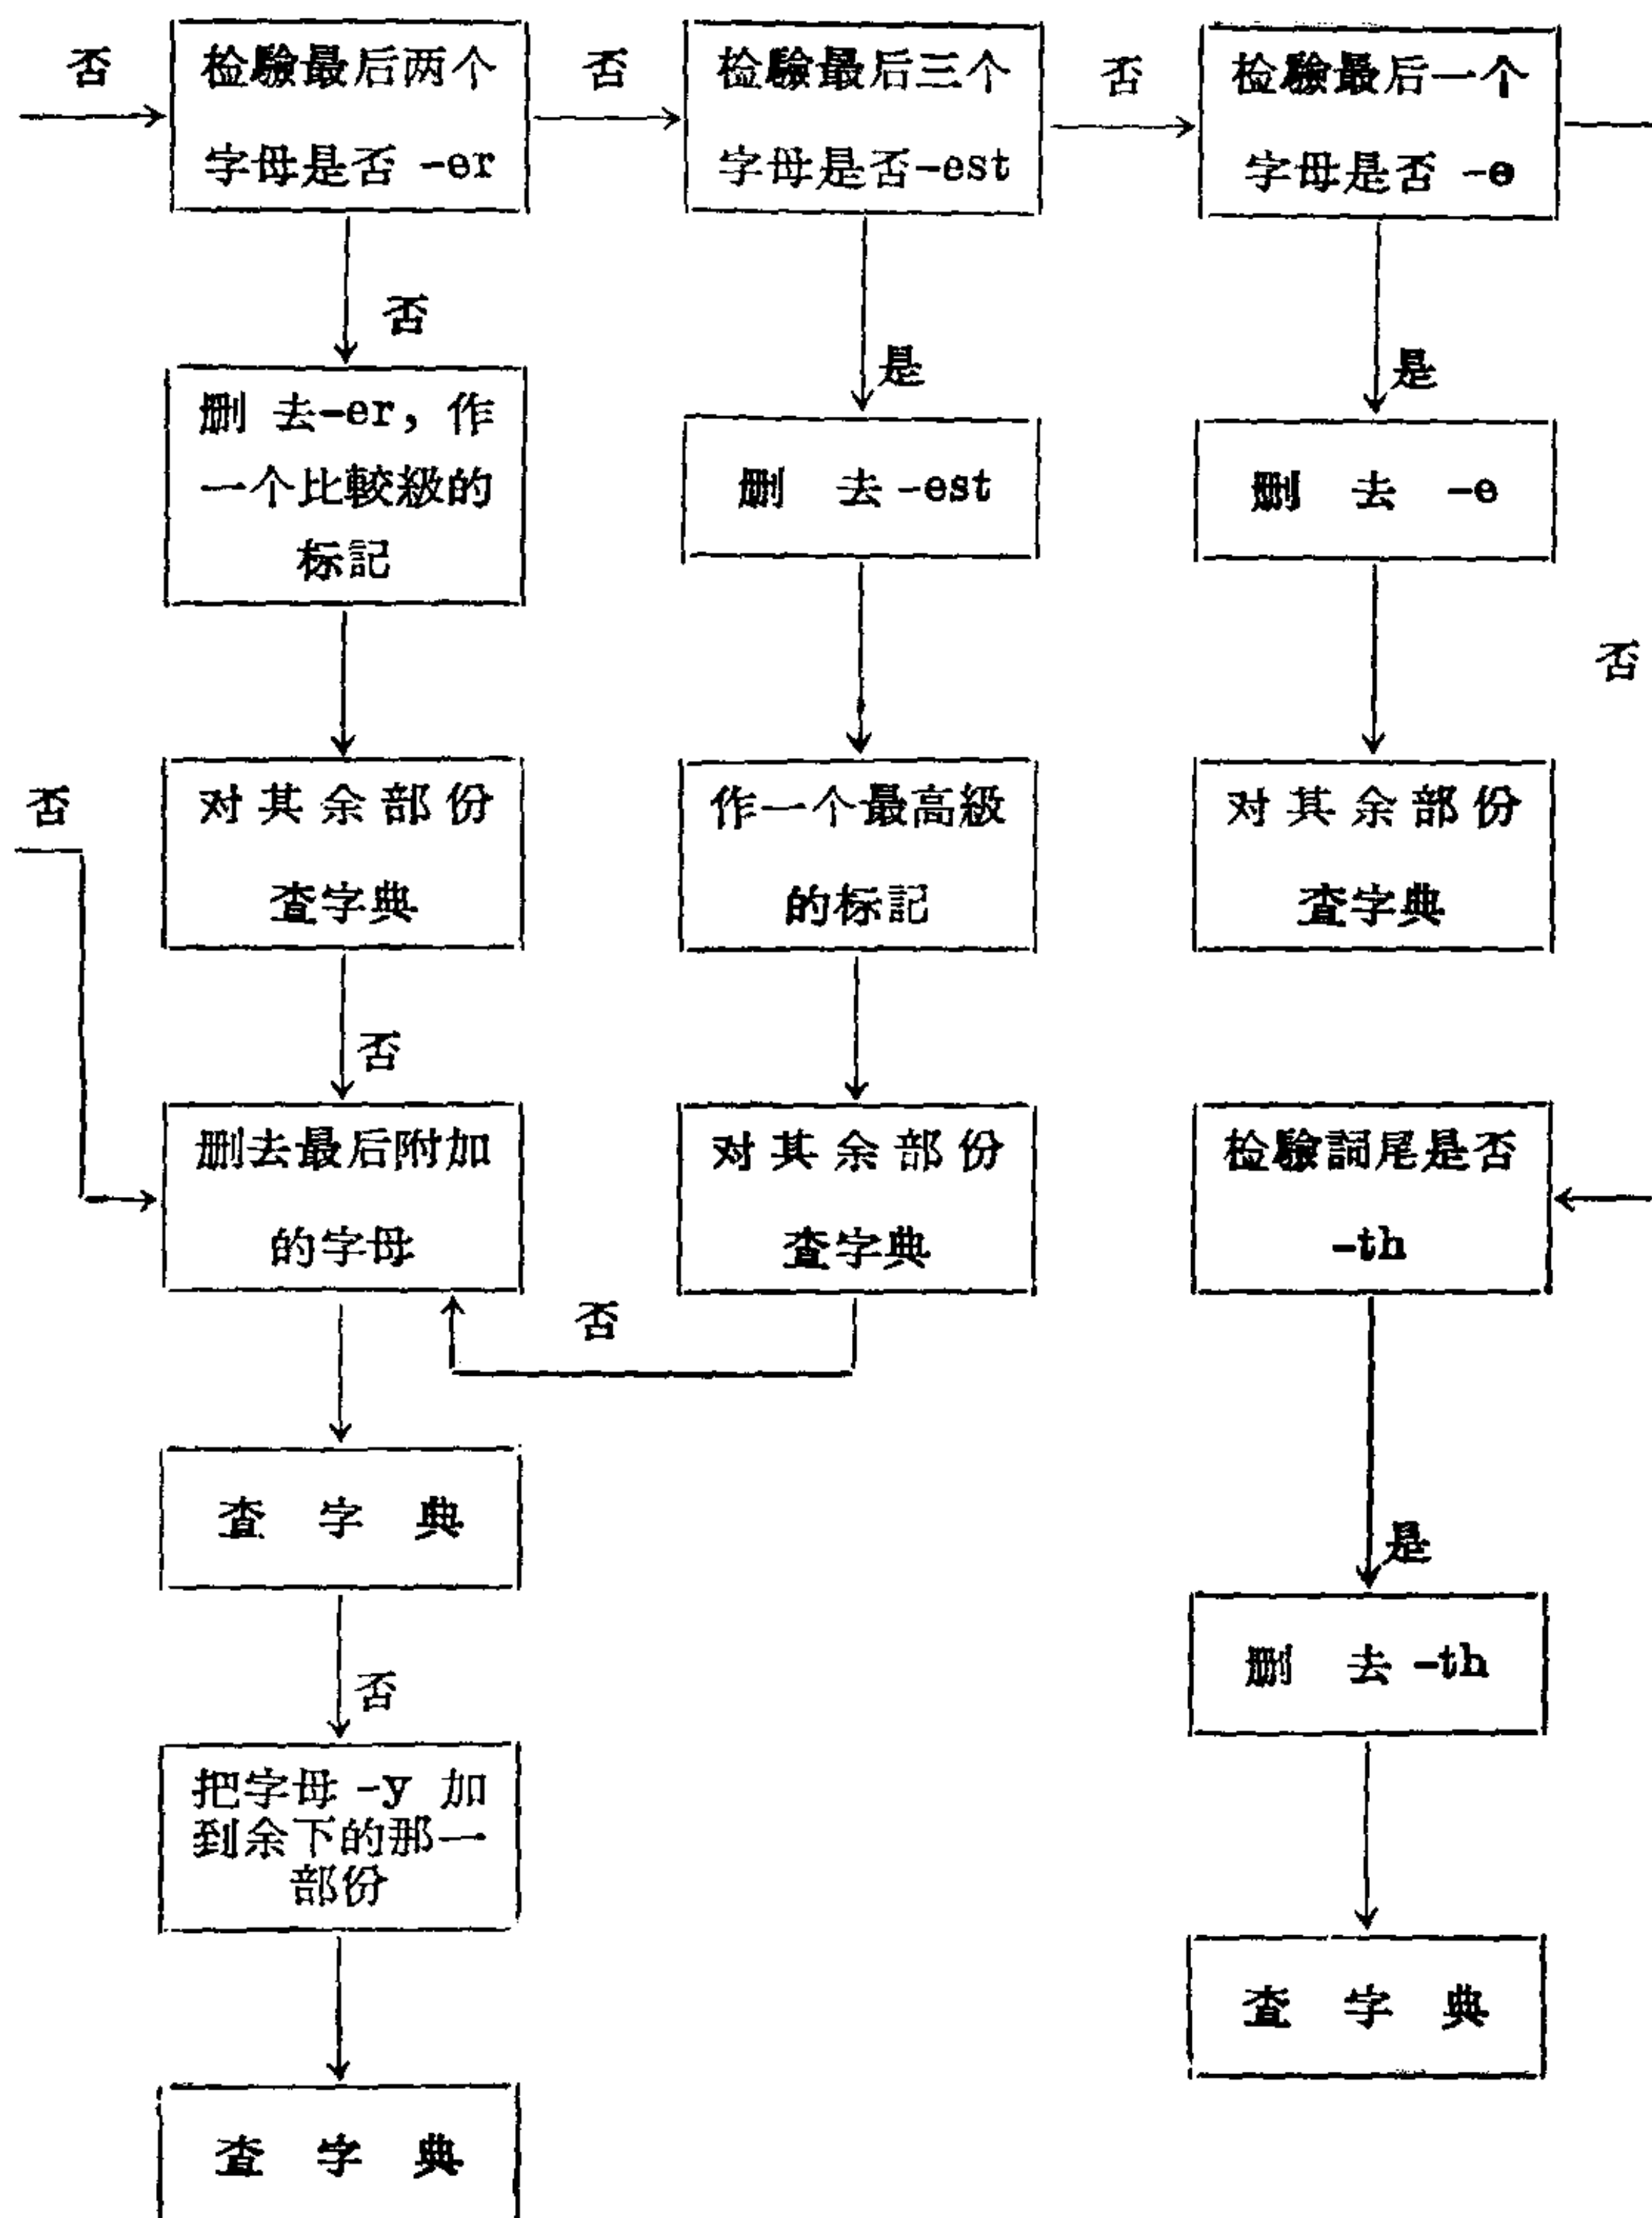 否
检驗最后两个
字母是否 -er
否
检驗最后三个
字母是否-est
否
检驗最后一个
字母是否 -e
否
是
是
删 去-er，作
一个比較級的
标記
删 去 -est
删 去 -e
否
否
对其余部份
查字典
作一个最高級
的标記
对其余部份
查字典
否
删去最后附加
的字母
对其余部份
查字典
检驗詞尾是否
-th
否
查 字 典
是
删 去 -th
否
把字母 -y 加
到余下的那一
部份
查 字 典
查 字 典